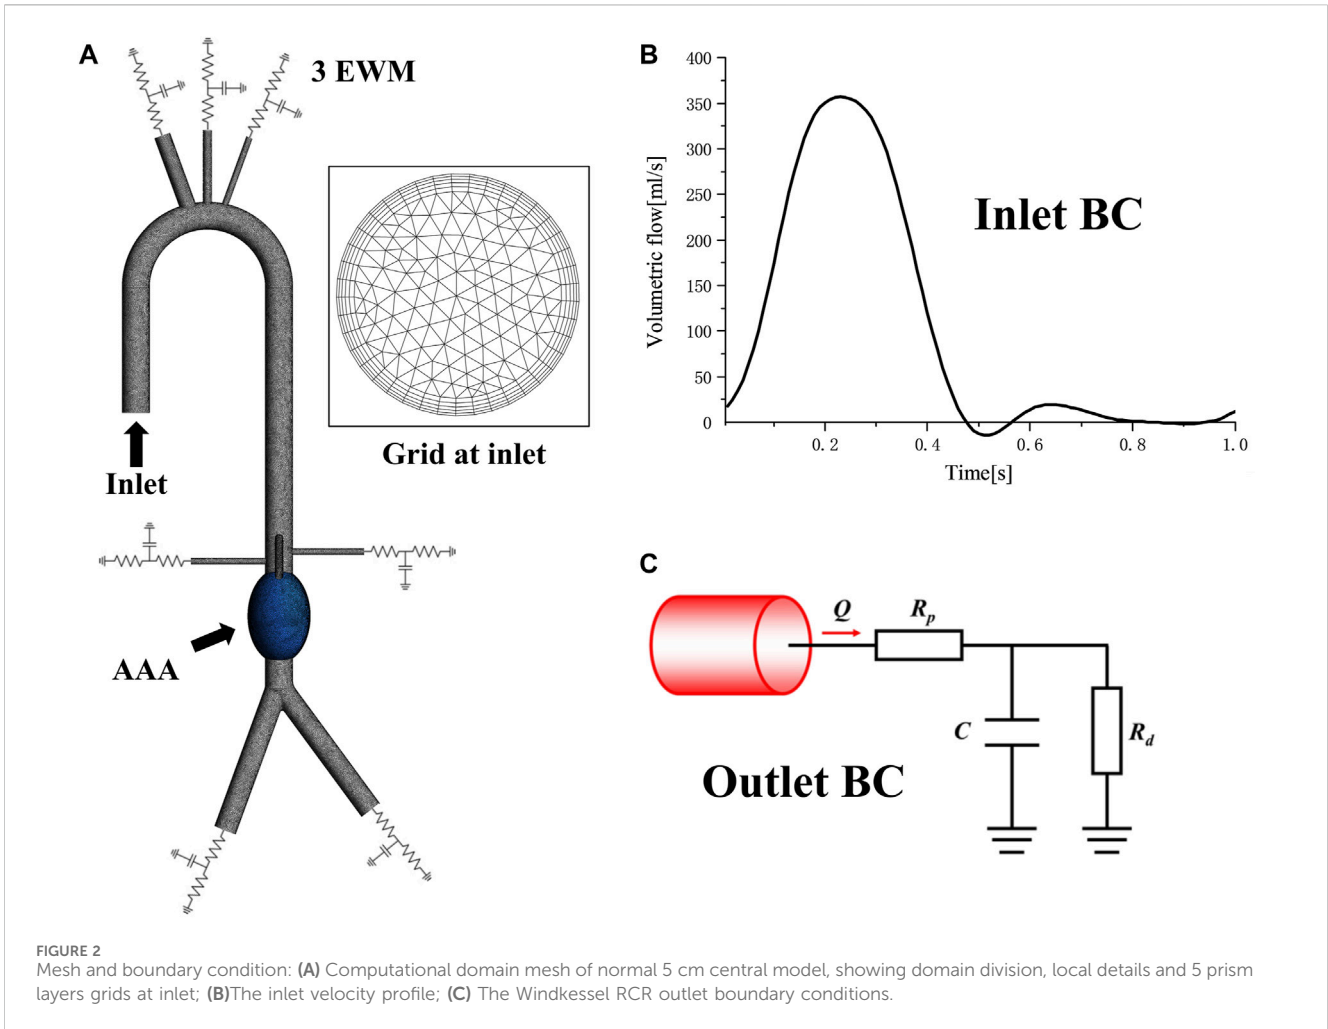 A
3 EWM
Grid at inlet
Inlet
AAA
B
400
350
300
250
200
150
100
50
0
Volumetric flow[ml/s]
Inlet BC
0.2
0.4
0.6
0.8
1.0
Time[s]
C
Q
Rp
C
Rd
Outlet BC
FIGURE 2
Mesh and boundary condition: (A) Computational domain mesh of normal 5 cm central model, showing domain division, local details and 5 prism
layers grids at inlet; (B)The inlet velocity profile; (C) The Windkessel RCR outlet boundary conditions.